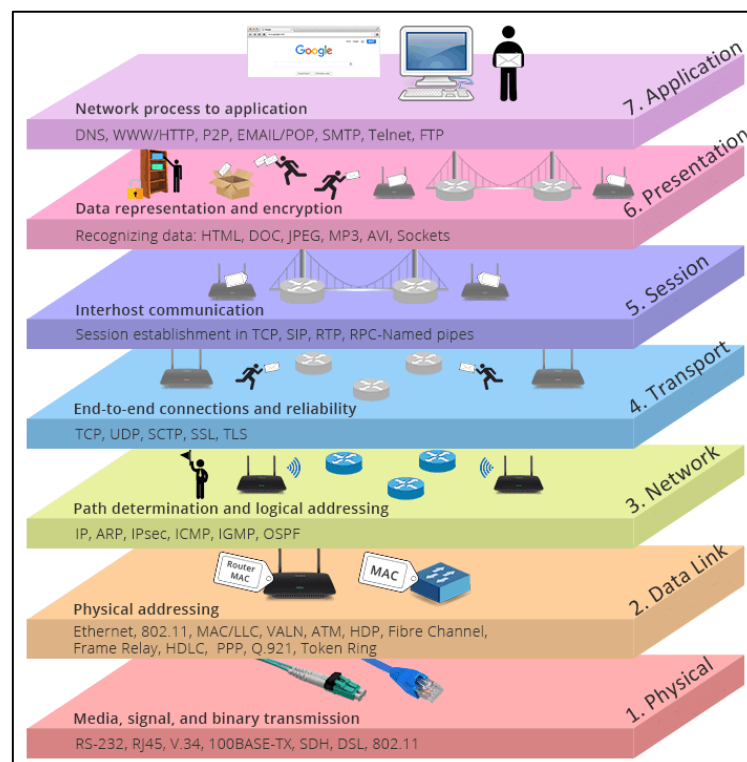 Google
7. Application
Network process to application
DNS, WWW/HTTP, P2P, EMAIL/POP, SMTP, Telnet, FTP
6. Presentation
Data representation and encryption
Recognizing data: HTML, DOC, JPEG, MP3, AVI, Sockets
5. Session
Interhost communication
Session establishment in TCP, SIP, RTP, RPC-Named pipes
4. Transport
End-to-end connections and reliability
TCP, UDP, SCTP, SSL, TLS
3. Network
Path determination and logical addressing
IP, ARP, IPsec, ICMP, IGMP, OSPF
Router
MAC
MAC
2. Data Link
Physical addressing
Ethernet, 802.11, MAC/LLC, VALN, ATM, HDP, Fibre Channel,
Frame Relay, HDLC, PPP, Q.921, Token Ring
1. Physical
Media, signal, and binary transmission
RS-232, RJ45, V.34, 100BASE-TX, SDH, DSL, 802.11